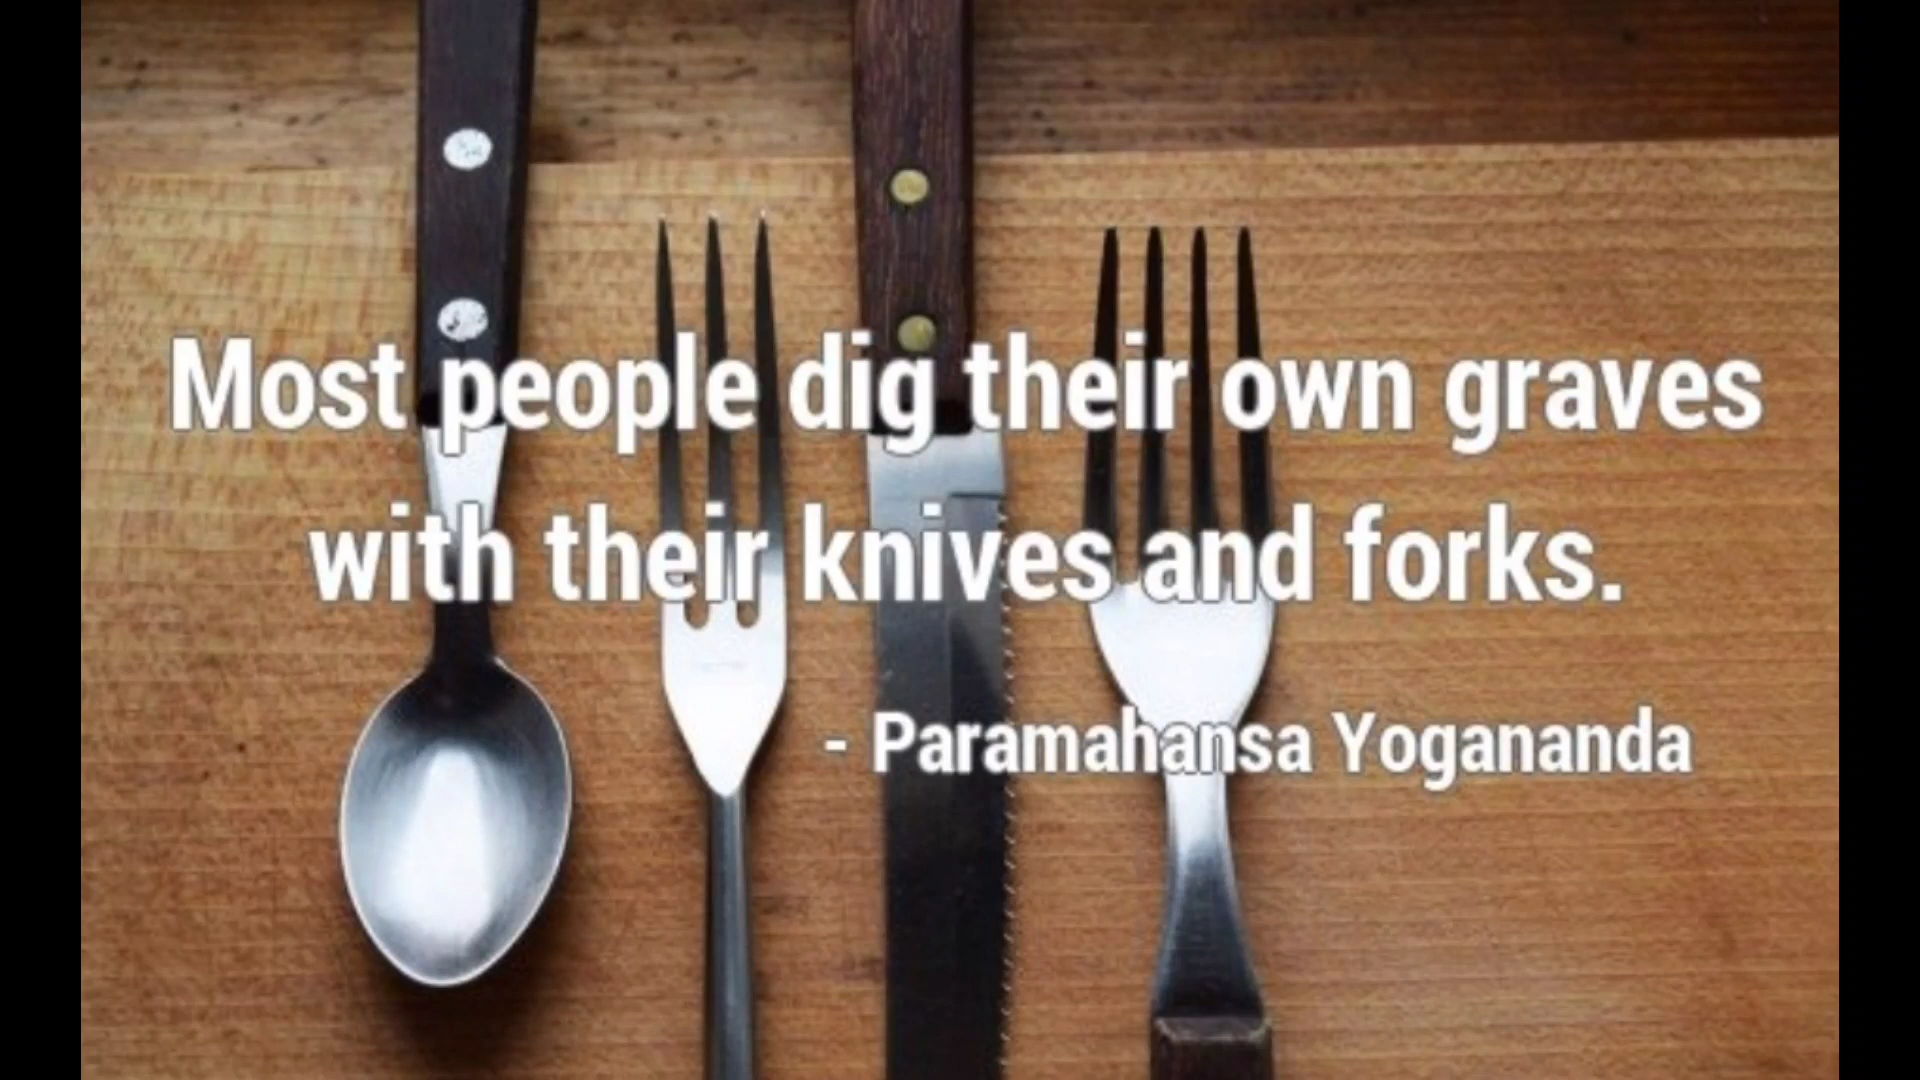 Most people dig their own graves
with their knives and forks.
- Paramahansa Yogananda